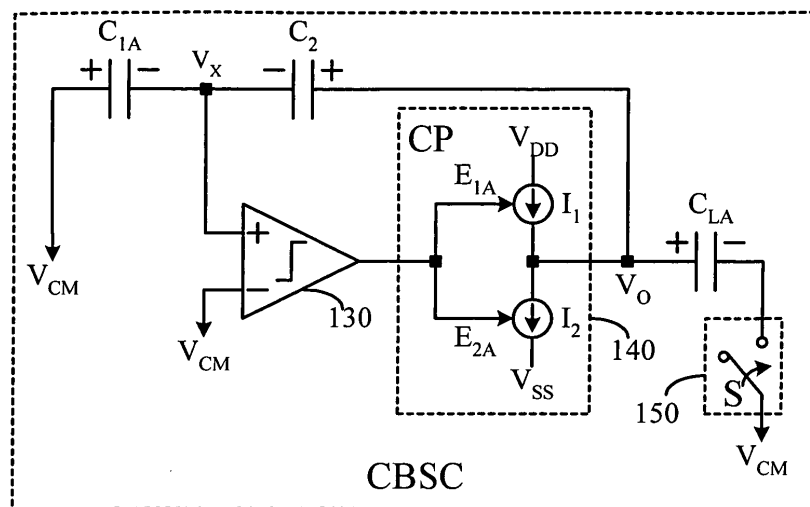 C1A
C2
+ −
VX
− +
CP
VDD
E1A
I1
CLA
+
−
+ −
VCM
VO
130
I2
140
VCM
E2A
VSS
150
S
VCM
CBSC